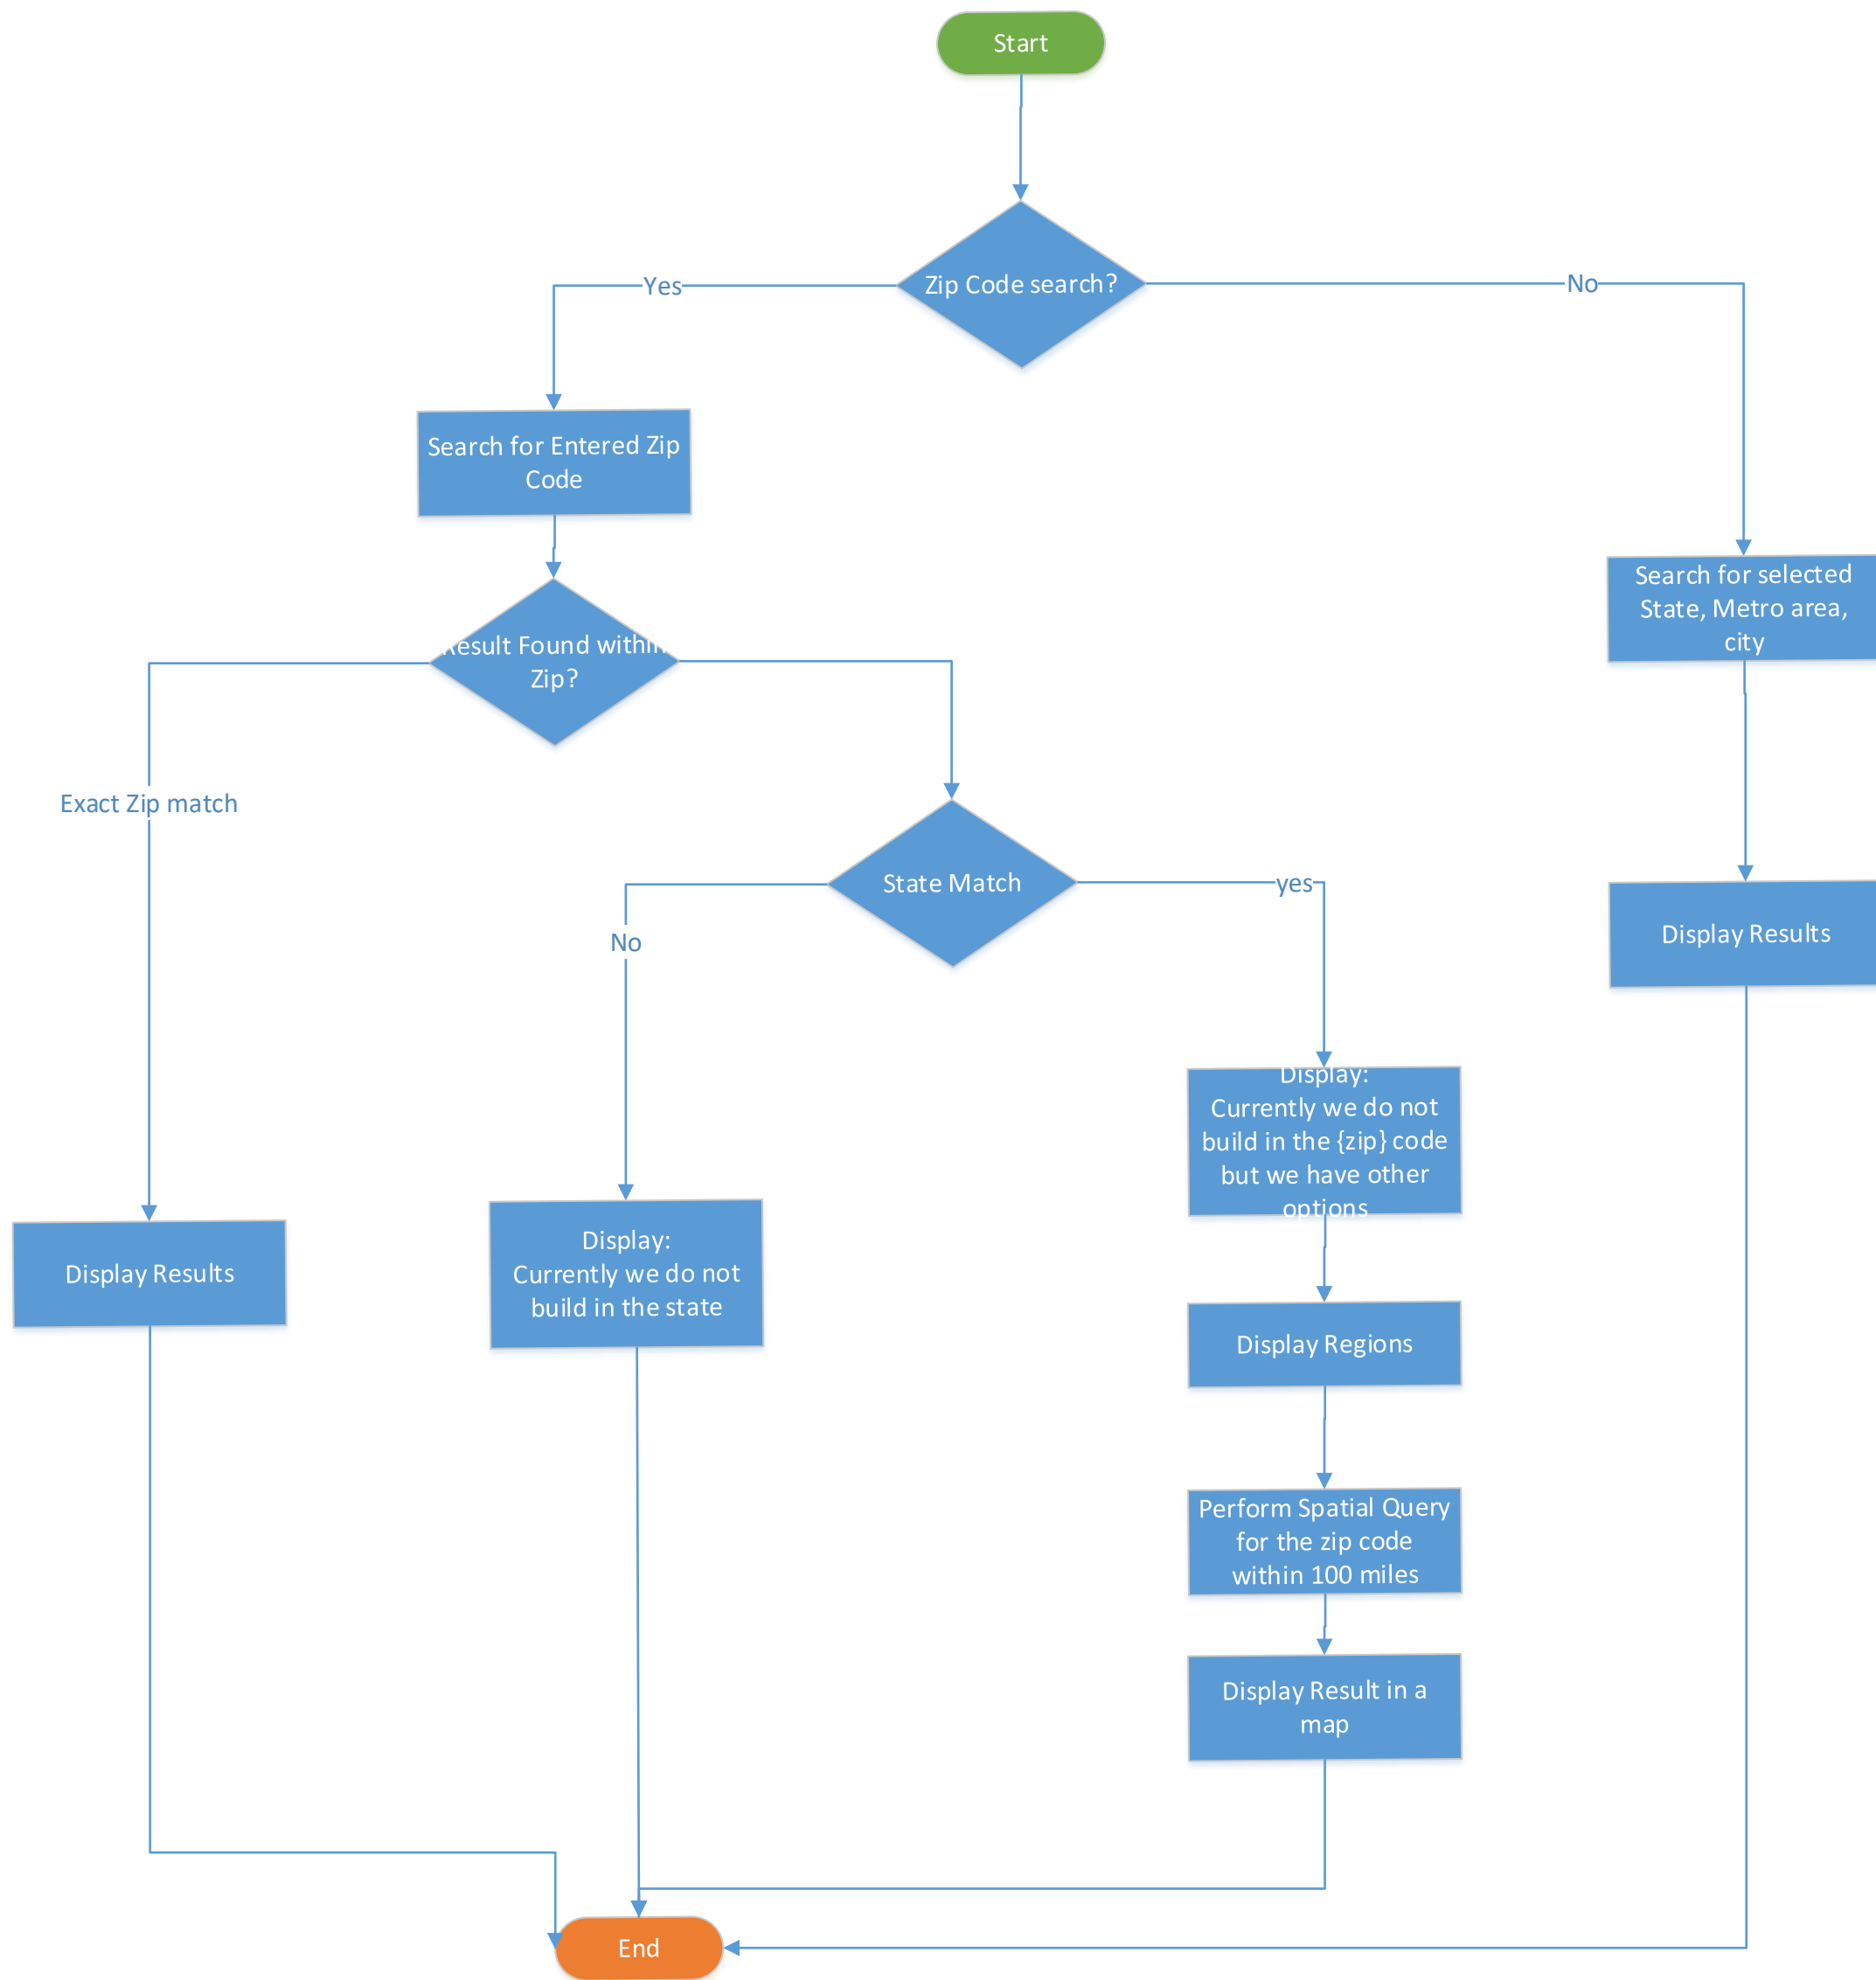 Start
Zip Code search?
Yes
No
Search for Entered Zip
Code
Search for selected
State, Metro area,
city
Result Found within
Zip?
Exact Zip match
State Match
yes
No
Display Results
Display:
Currently we do not
build in the {zip} code
but we have other
options
Display:
Currently we do not
build in the state
Display Results
Display Regions
Perform Spatial Query
for the zip code
within 100 miles
Display Result in a
map
End